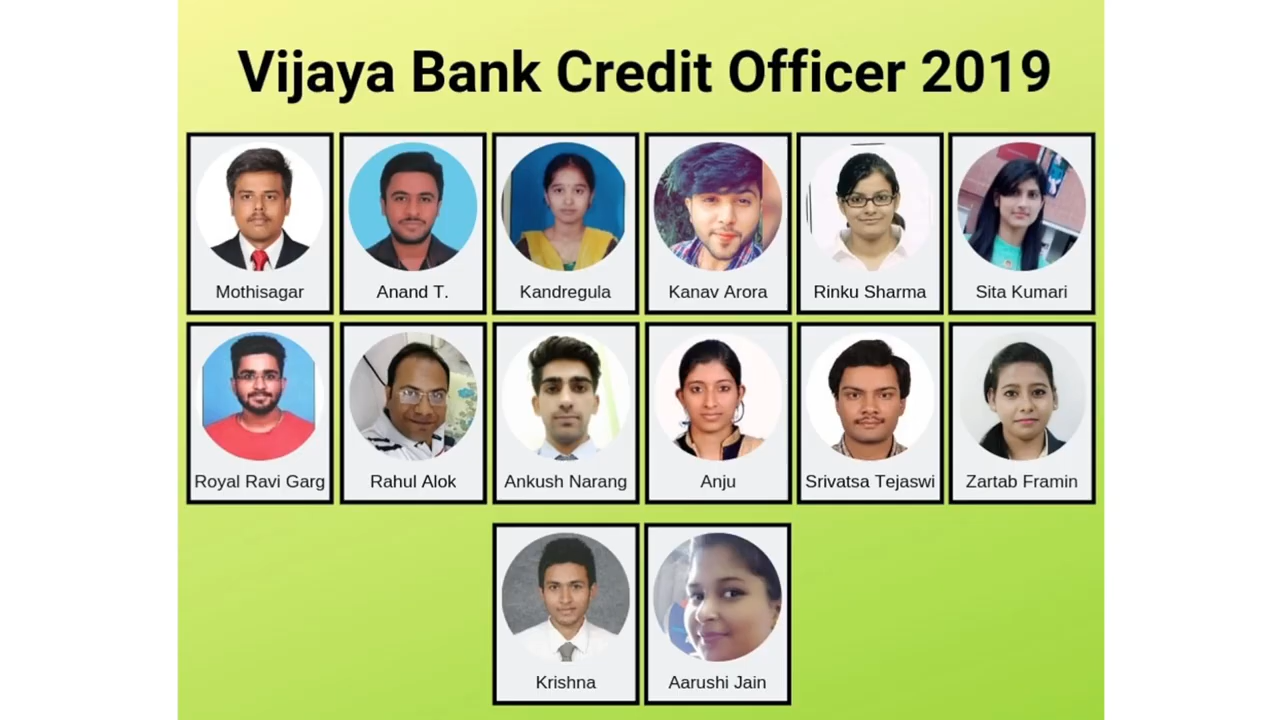 Vijaya Bank Credit Officer 2019
Mothisagar
Anand T.
Kandregula
Kanav Arora
Rinku Sharma
Sita Kumari
Royal Ravi Garg
Rahul Alok
Ankush Narang
Anju
Srivatsa Tejaswi
Zartab Framin
Krishna
Aarushi Jain